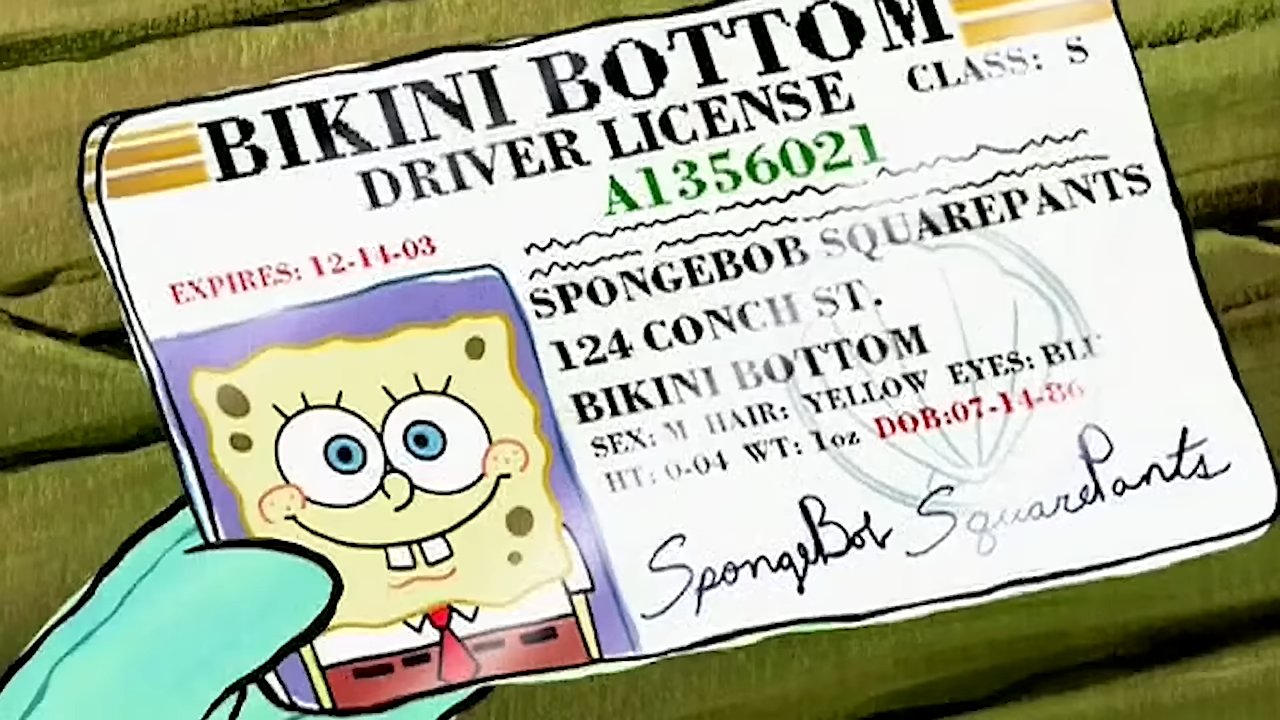 BIKINI BOTTOM
DRIVER LICENSE
CLASS: S
A1356021
EXPIRES: 12-14-03
SPONGEBOB SQUAREPANTS
124 CONCH ST.
BIKINI BOTTOM
SEX: M HAIR: YELLOW EYES: BLU
HT: 0-04 WT: 1oz DOB:07-14-86
SpongeBob SquarePants